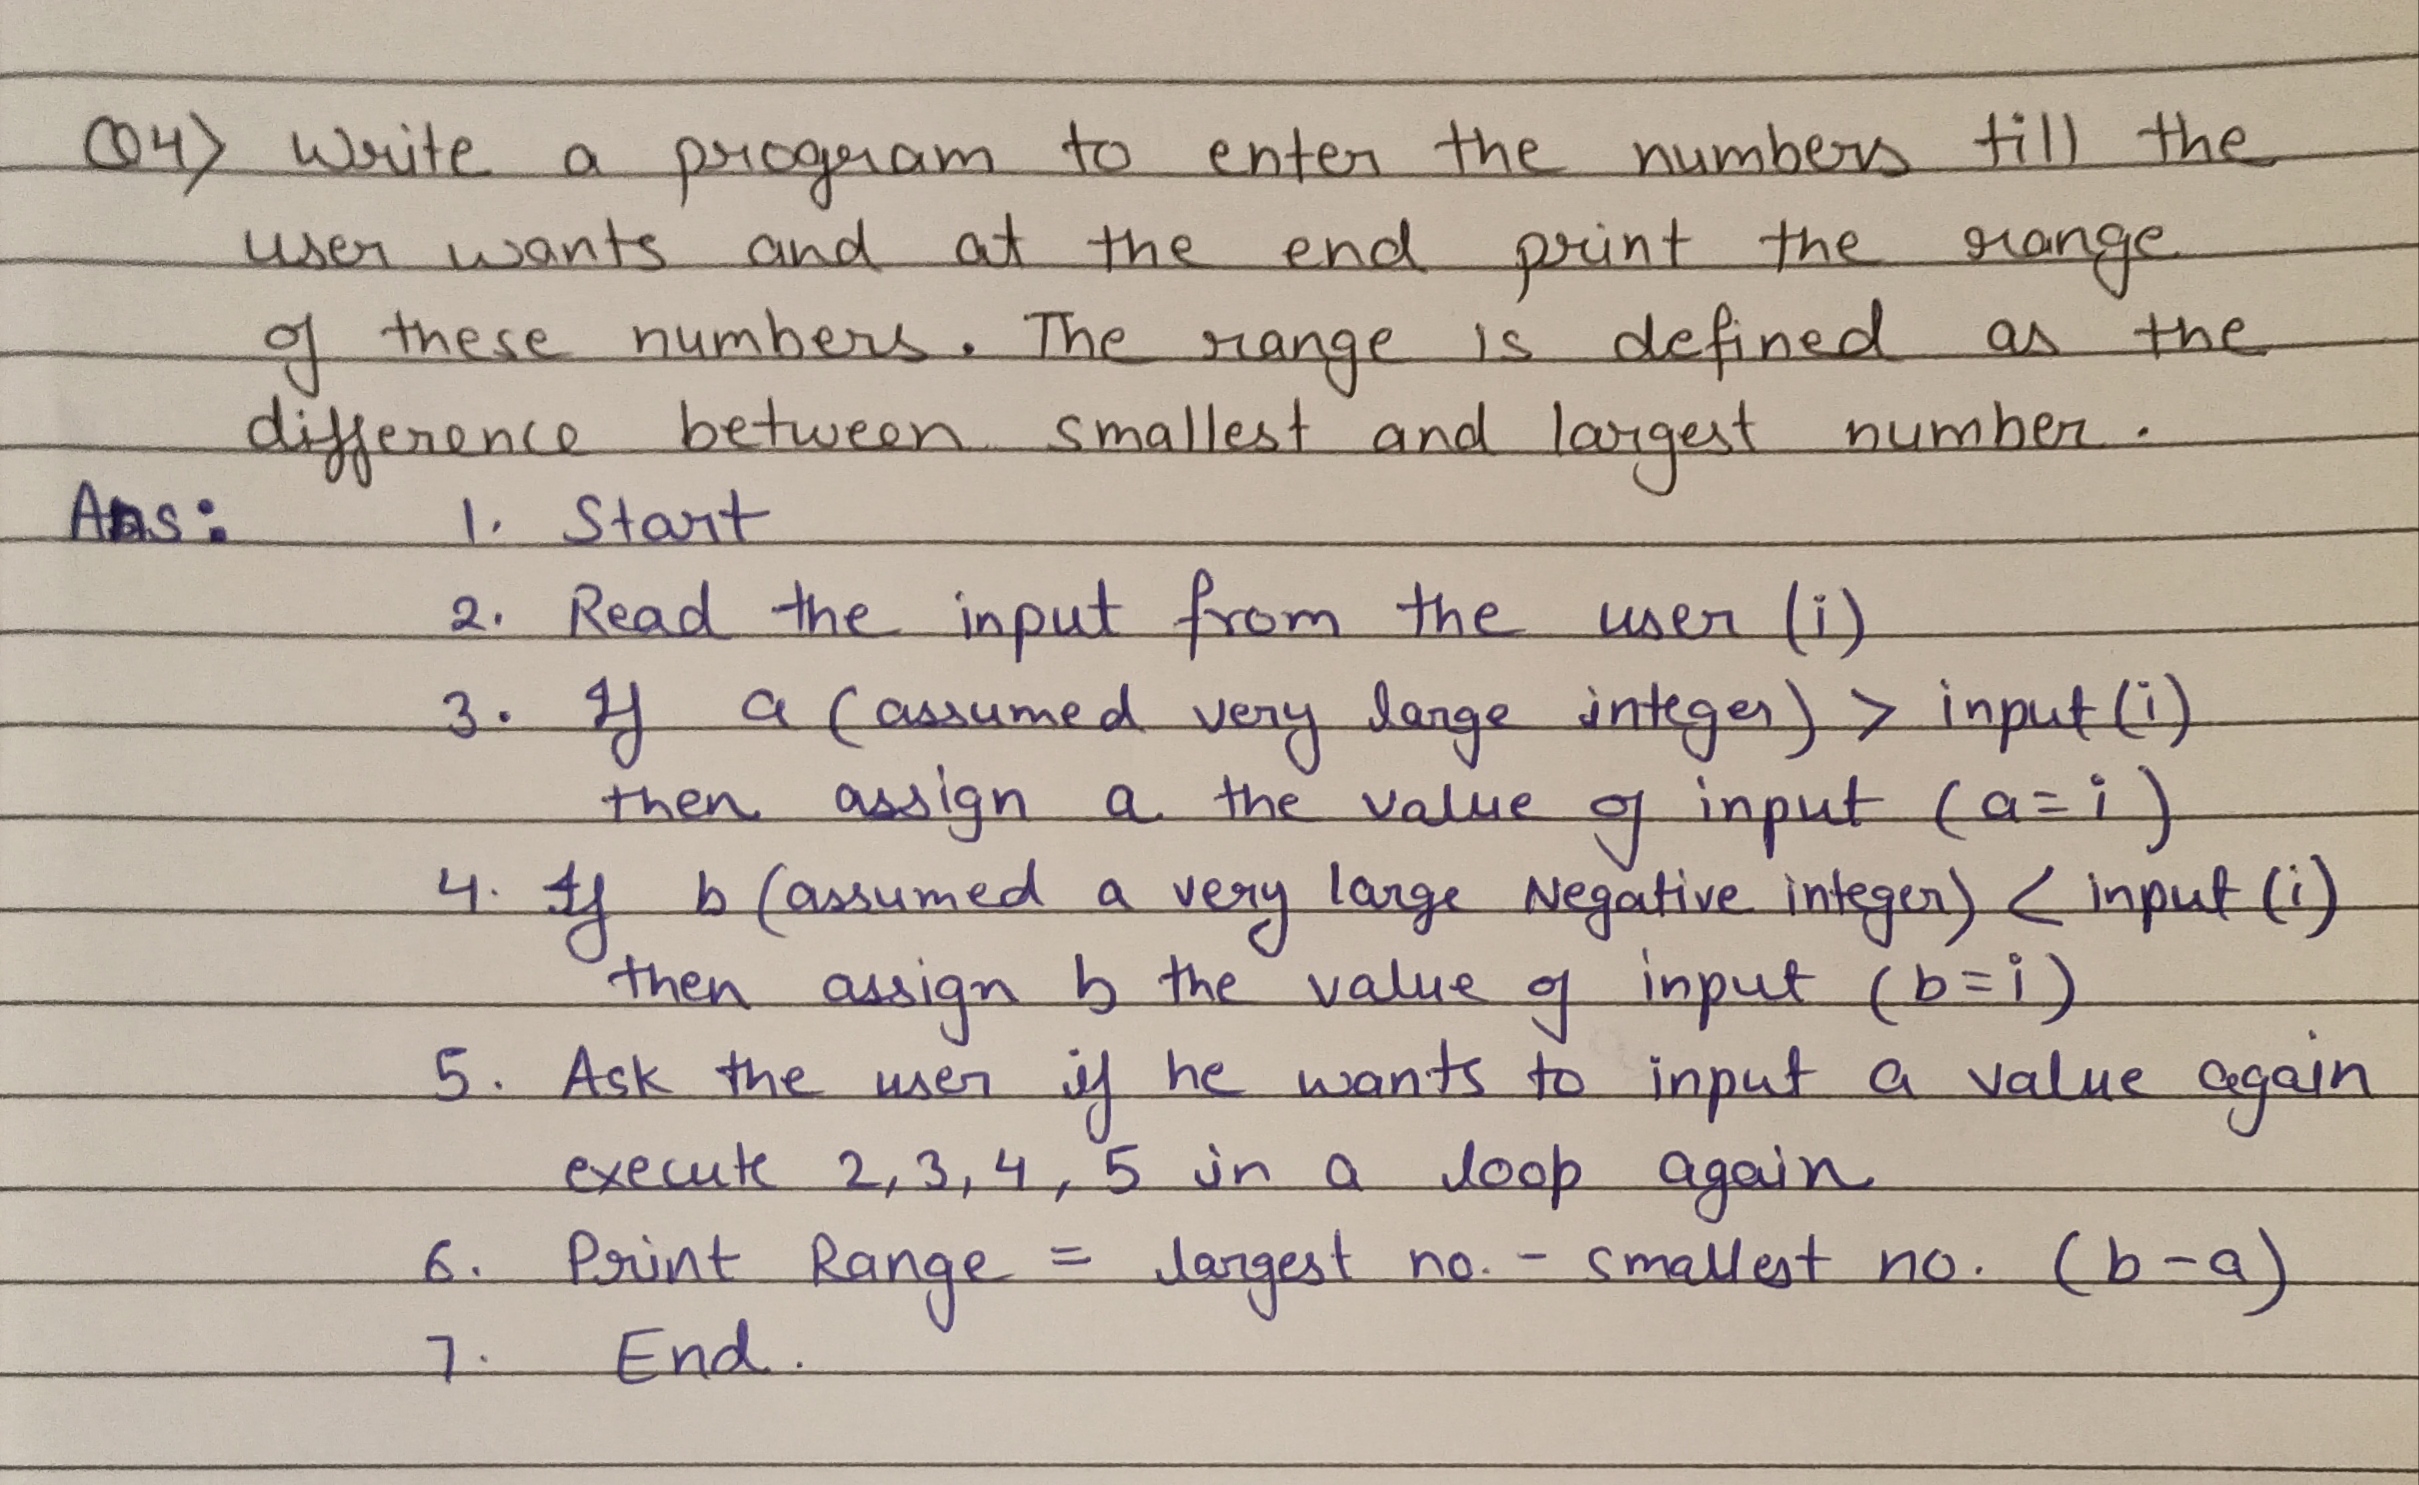 Q4) Write a program to enter the numbers till the
user wants and at the end print the range
of these numbers. The range is defined as the
difference between smallest and largest number.
Ans: 1. Start
2. Read the input from the user (i)
3. If a (assumed very large integer) > input (i)
then assign a the value of input (a=i)
4. If b (assumed a very large Negative integer) < input (i)
then assign b the value of input (b=i)
5. Ask the user if he wants to input a value again
execute 2,3,4,5 in a loop again
6. Print Range = largest no. - smallest no. (b-a)
7. End.